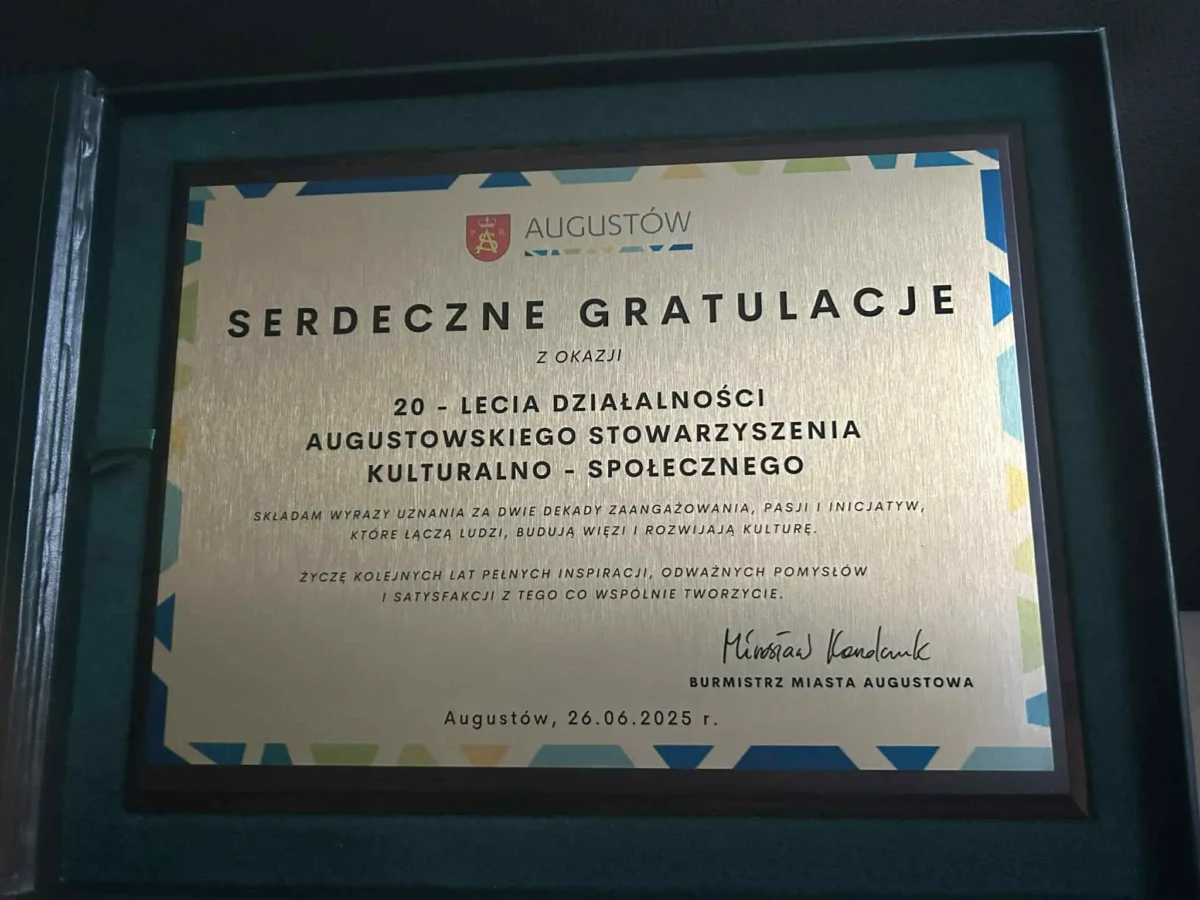 AUGUSTÓW
SERDECZNE GRATULACJE
Z OKAZJI
20 - LECIA DZIAŁALNOŚCI
AUGUSTOWSKIEGO STOWARZYSZENIA
KULTURALNO - SPOŁECZNEGO
SKŁADAM WYRAZY UZNANIA ZA DWIE DEKADY ZAANGAŻOWANIA, PASJI I INICJATYW,
KTÓRE ŁĄCZĄ LUDZI, BUDUJĄ WIĘZI I ROZWIJAJĄ KULTURĘ.
ŻYCZĘ KOLEJNYCH LAT PEŁNYCH INSPIRACJI, ODWAŻNYCH POMYSŁÓW
I SATYSFAKCJI Z TEGO CO WSPÓLNIE TWORZYCIE.
Mirosław Karolczuk
BURMISTRZ MIASTA AUGUSTOWA
Augustów, 26.06.2025 r.